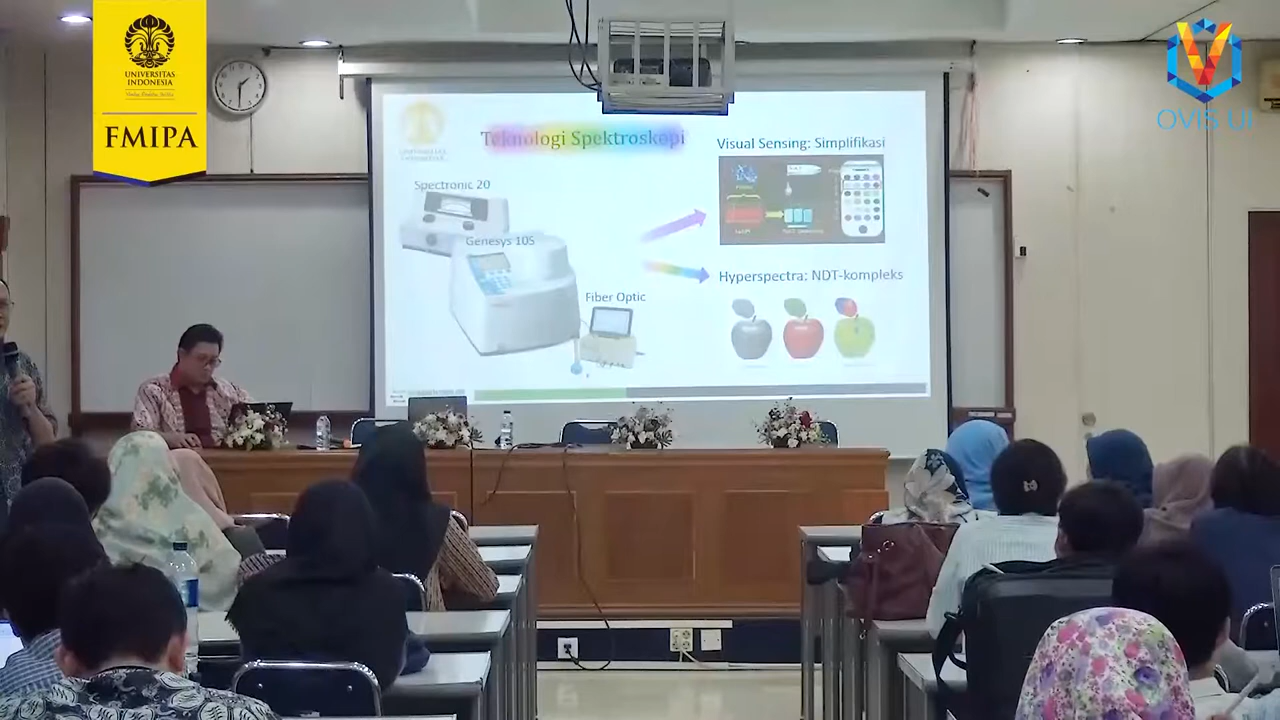 UNIVERSITAS
INDONESIA
FMIPA
OVIS UI
Teknologi Spektroskopi
Visual Sensing: Simplifikasi
Spectronic 20
Genesys 10S
Hyperspectra: NDT-kompleks
Fiber Optic